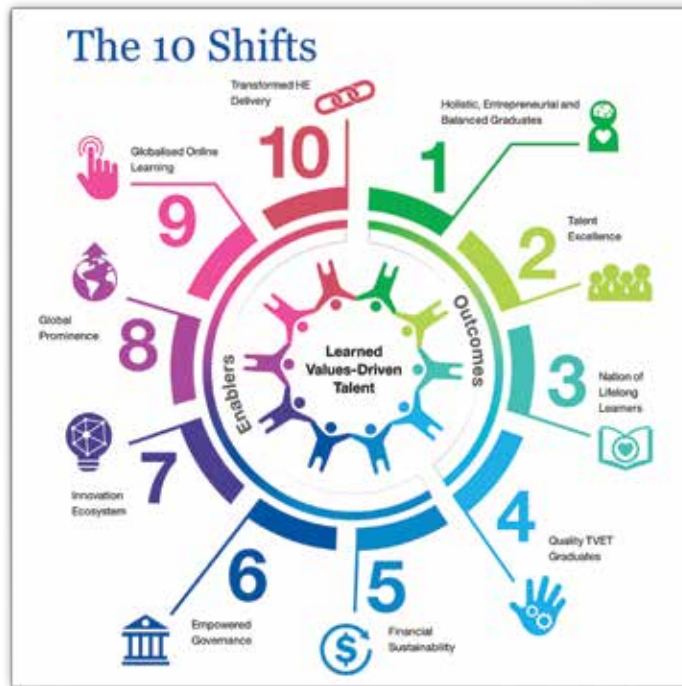 The 10 Shifts
Transformed HE
Delivery
10
Holistic, Entrepreneurial and
Balanced Graduates
1
Talent
Excellence
2
Nation of
Lifelong
Learners
3
Quality TVET
Graduates
4
Financial
Sustainability
5
Empowered
Governance
6
Innovation
Ecosystem
7
Global
Prominence
8
Globalised Online
Learning
9
Outcomes
Enablers
Learned
Values-Driven
Talent
$